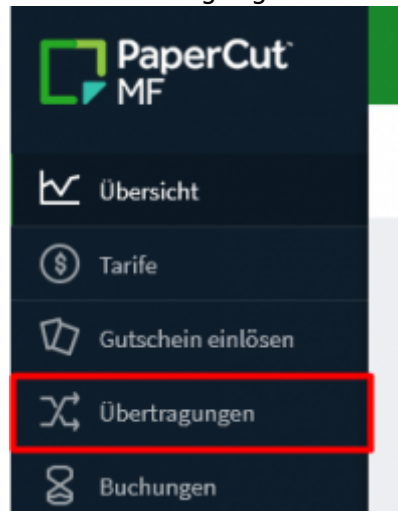 PaperCut
MF
Übersicht
Tarife
Gutschein einlösen
Übertragungen
Buchungen